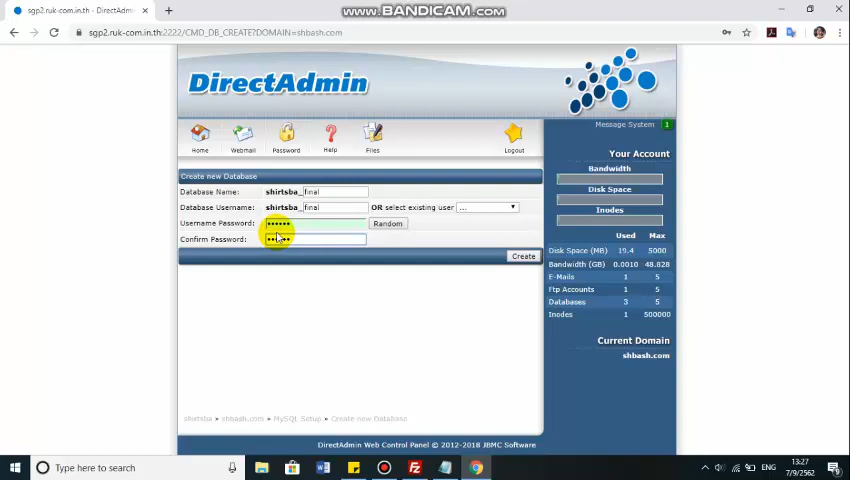 www.BANDICAM.com
sgp2.ruk-com.in.th:2222 - DirectAdm
sgp2.ruk-com.in.th:2222/CMD_DB_CREATE?DOMAIN=shbash.com
DirectAdmin
Message System 1
Home
Webmail
Password
Help
Files
Logout
Your Account
Bandwidth
Disk Space
Inodes
Create new Database
Database Name: shirtsba_ final
Database Username: shirtsba_ final OR select existing user ...
Username Password: •••••• Random
Confirm Password: ••••••
Create
Used Max
Disk Space (MB) 19.4 5000
Bandwidth (GB) 0.0010 48.828
E-Mails 1 5
Ftp Accounts 1 5
Databases 3 5
Inodes 1 500000
Current Domain
shbash.com
shirtsba » shbash.com » MySQL Setup » Create new Database
DirectAdmin Web Control Panel © 2012-2018 JBMC Software
Type here to search
ENG
13:27
7/9/2562